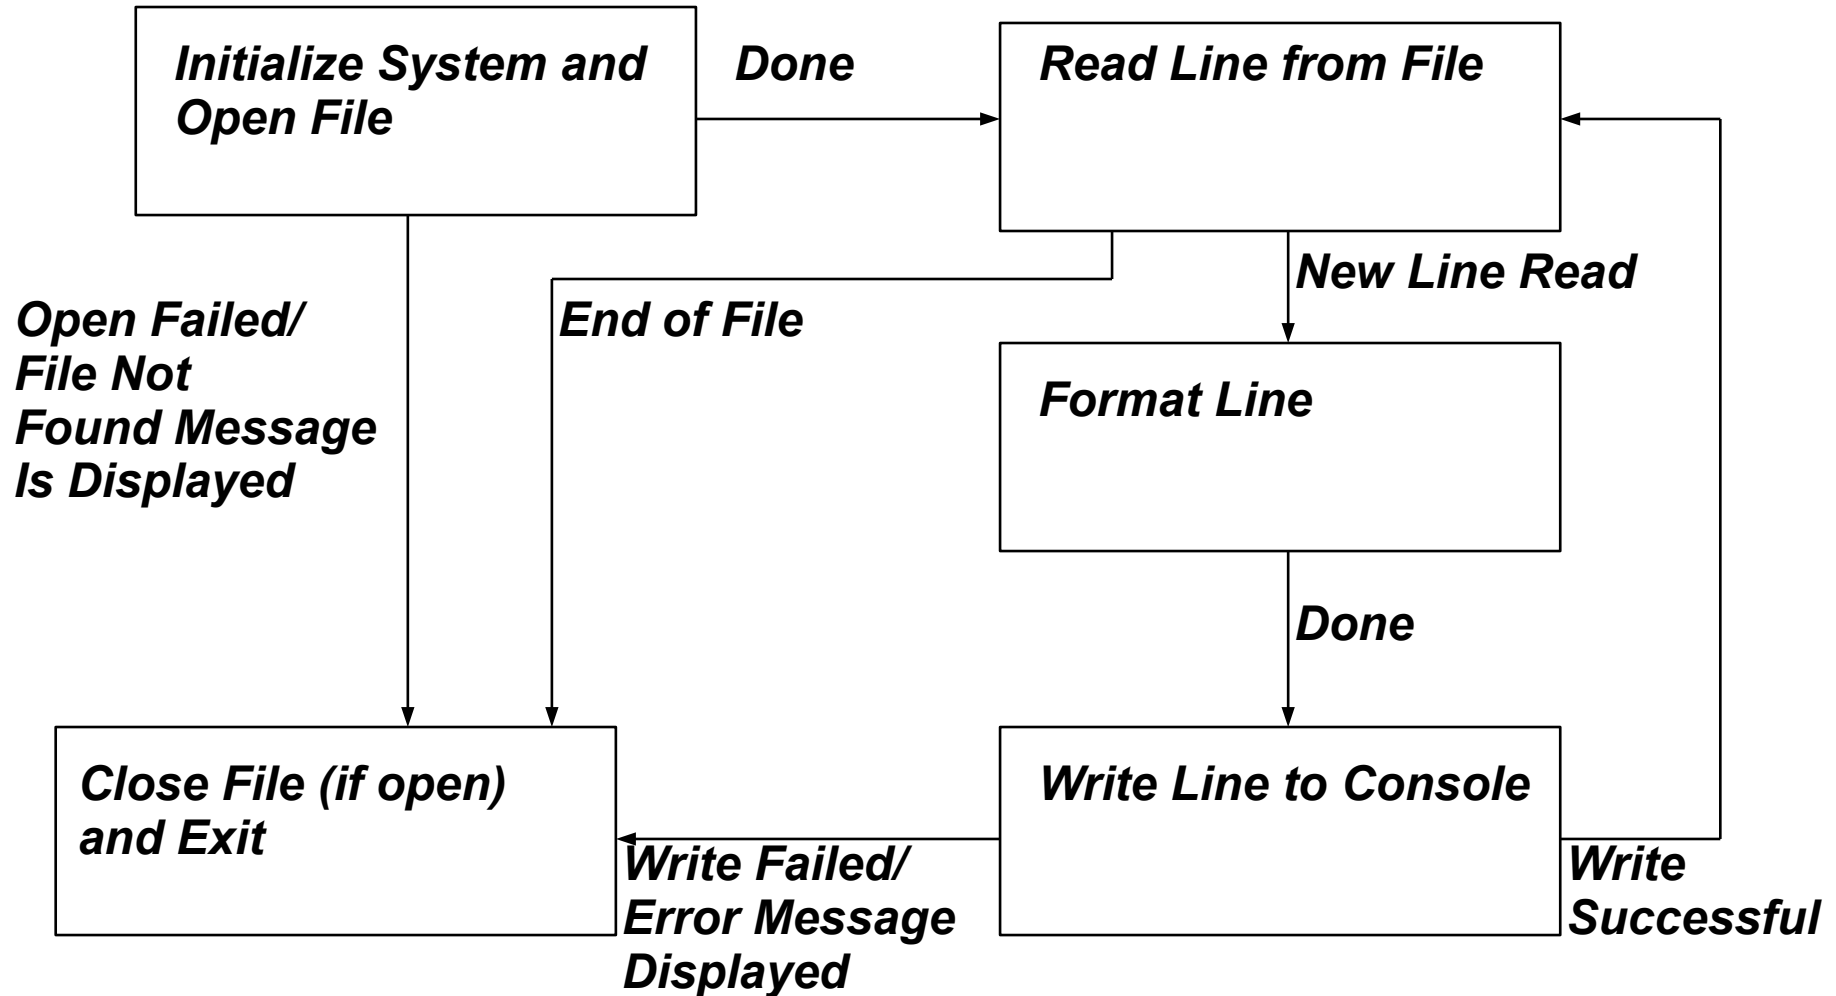 Initialize System and
Open File
Done
Read Line from File
New Line Read
Open Failed/
File Not
Found Message
Is Displayed
End of File
Format Line
Done
Close File (if open)
and Exit
Write Line to Console
Write Failed/
Error Message
Displayed
Write
Successful